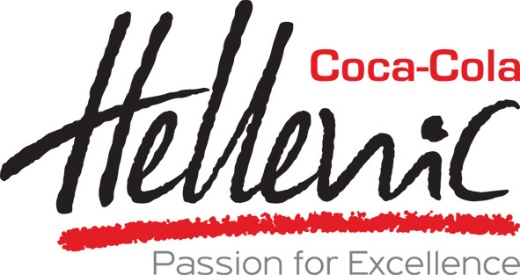 Coca-Cola
Hellenic
Passion for Excellence